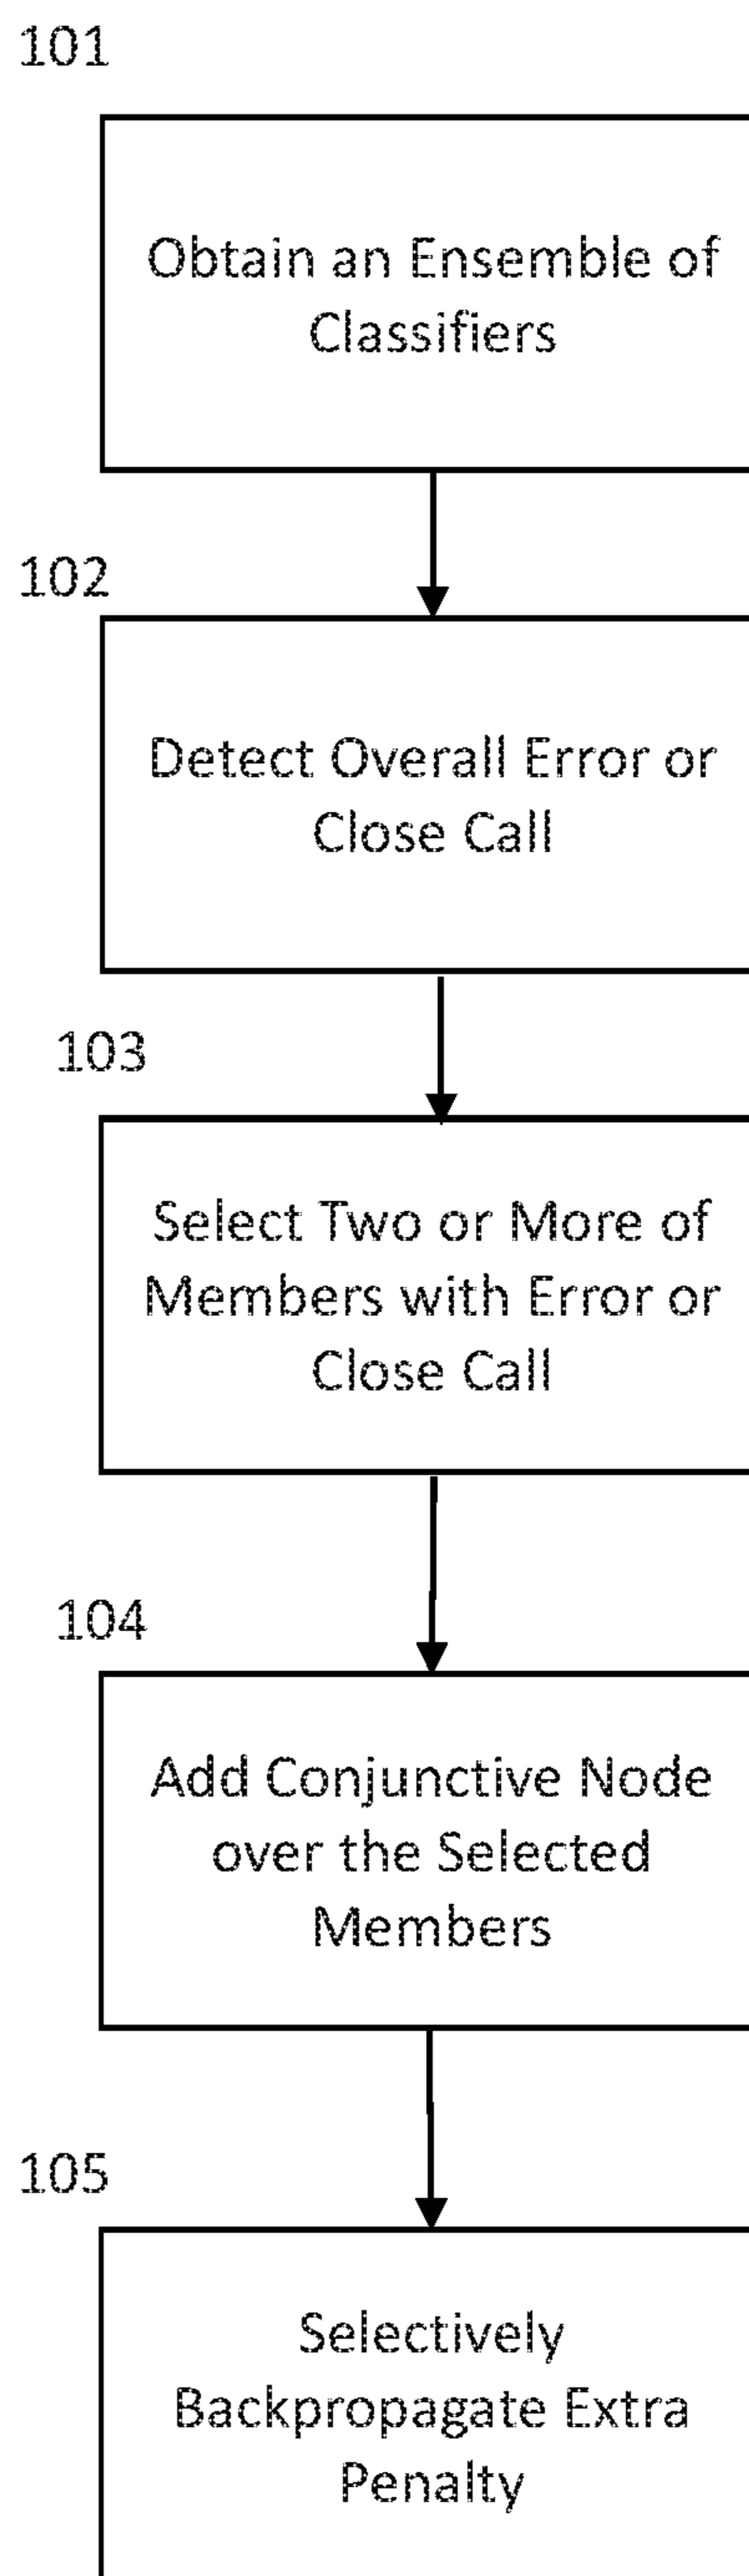 101
Obtain an Ensemble of
Classifiers
102
Detect Overall Error or
Close Call
103
Select Two or More of
Members with Error or
Close Call
104
Add Conjunctive Node
over the Selected
Members
105
Selectively
Backpropagate Extra
Penalty